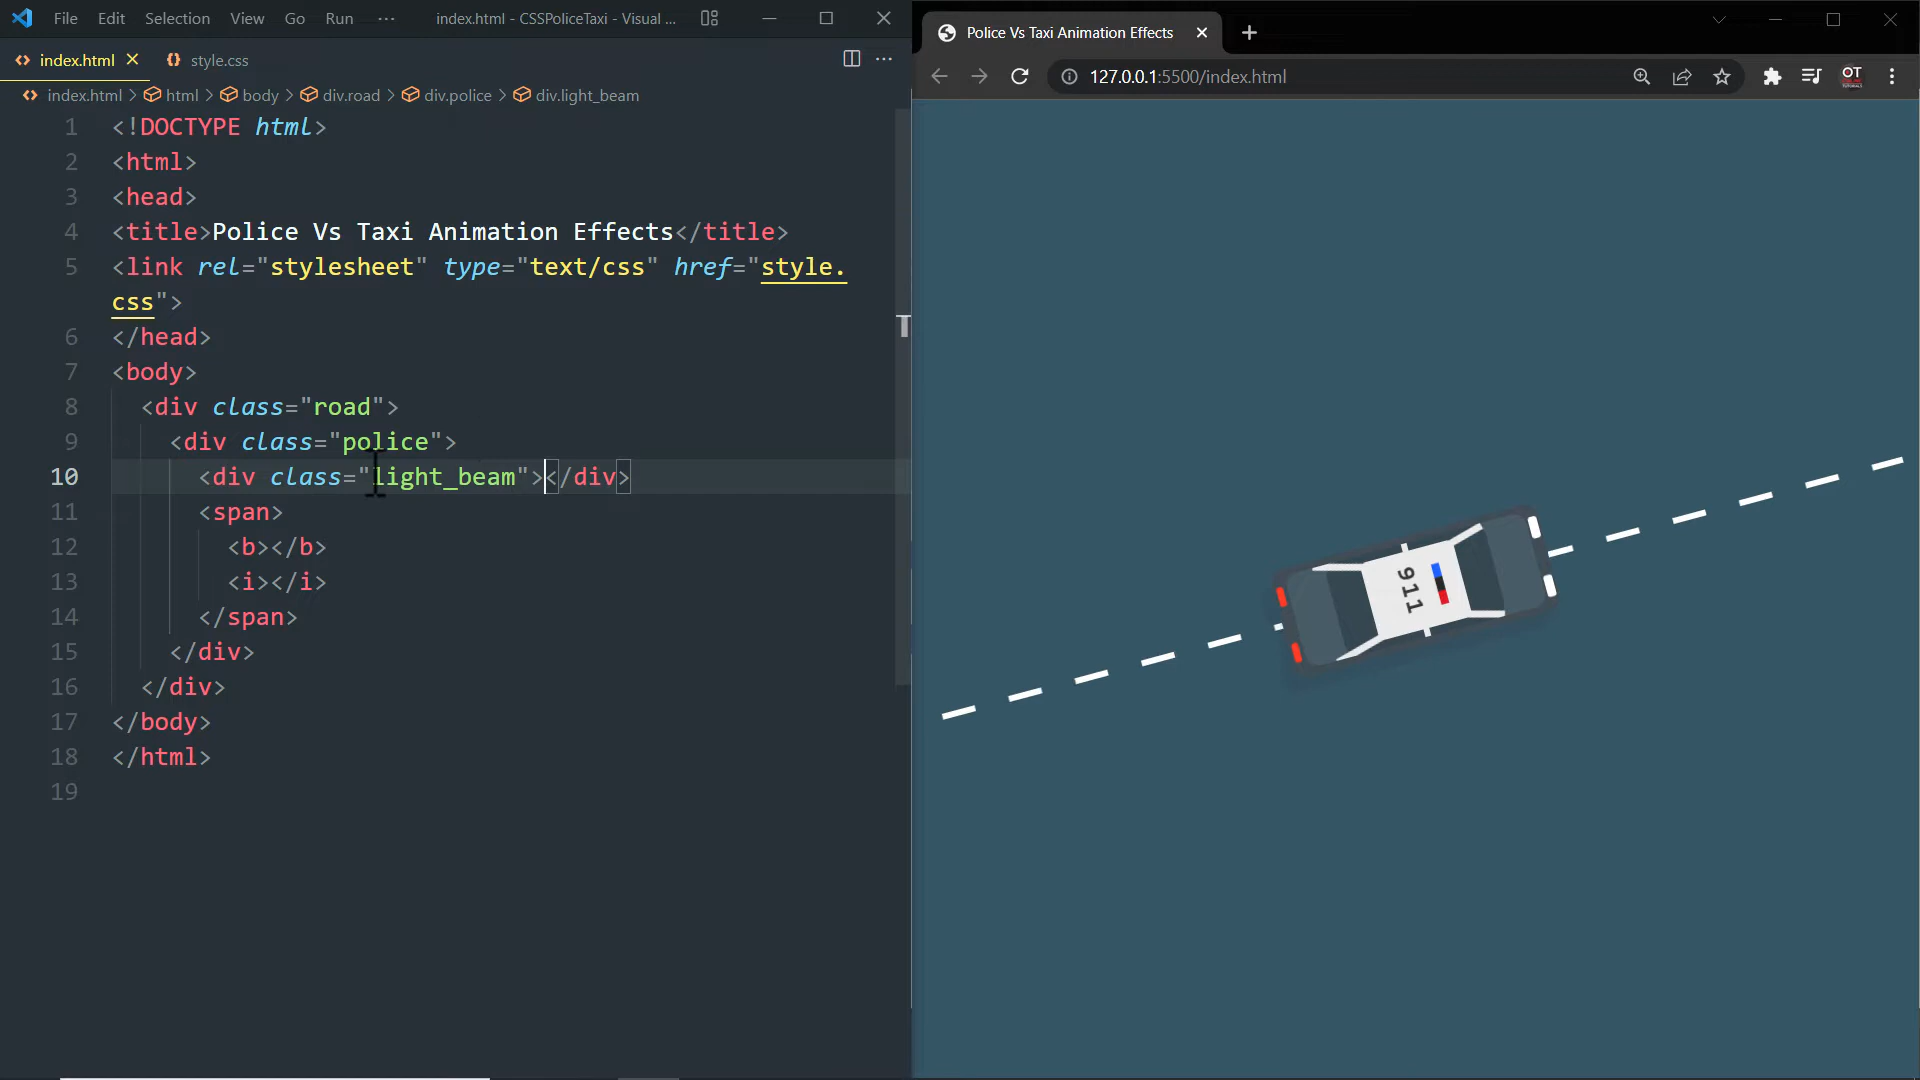 File Edit Selection View Go Run ··· index.html - CSSPoliceTaxi - Visual ...
index.html style.css
index.html > html > body > div.road > div.police > div.light_beam
1 <!DOCTYPE html>
2 <html>
3 <head>
4 <title>Police Vs Taxi Animation Effects</title>
5 <link rel="stylesheet" type="text/css" href="style.
css">
6 </head>
7 <body>
8 <div class="road">
9 <div class="police">
10 <div class="light_beam"></div>
11 <span>
12 <b></b>
13 <i></i>
14 </span>
15 </div>
16 </div>
17 </body>
18 </html>
19
Police Vs Taxi Animation Effects
127.0.0.1:5500/index.html
OT
911